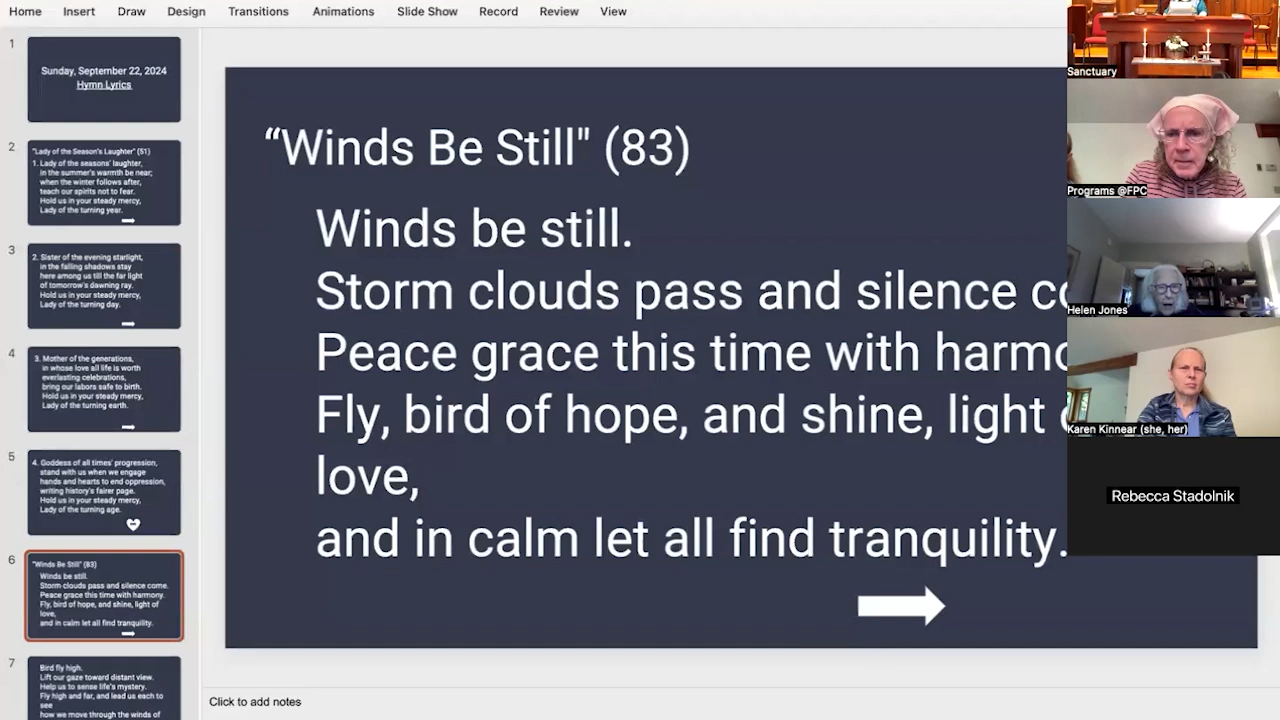 Home Insert Draw Design Transitions Animations Slide Show Record Review View
1
Sunday, September 22, 2024
Hymn Lyrics
2
"Lady of the Season's Laughter" (51)
1. Lady of the seasons' laughter,
in the summer's warmth be near;
when the winter follows after,
teach our spirits not to fear.
Hold us in your steady mercy,
Lady of the turning year.
3
2. Sister of the evening starlight,
in the falling shadows stay
here among us till the far light
of tomorrow's dawning ray.
Hold us in your steady mercy,
Lady of the turning day.
4
3. Mother of the generations,
in whose love all life is worth
everlasting celebrations,
bring our labors safe to birth.
Hold us in your steady mercy,
Lady of the turning earth.
5
4. Goddess of all times' progression,
stand with us when we engage
hands and hearts to end oppression,
writing history's fairer page.
Hold us in your steady mercy,
Lady of the turning age.
6
"Winds Be Still" (83)
Winds be still.
Storm clouds pass and silence come.
Peace grace this time with harmony.
Fly, bird of hope, and shine, light of
love,
and in calm let all find tranquility.
7
Bird fly high.
Lift our gaze toward distant view.
Help us to sense life's mystery.
Fly high and far, and lead us each to
see
how we move through the winds of
“Winds Be Still" (83)
Winds be still.
Storm clouds pass and silence co
Peace grace this time with harmo
Fly, bird of hope, and shine, light
love,
and in calm let all find tranquility.
Click to add notes
Sanctuary
Programs @FPC
Helen Jones
Karen Kinnear (she, her)
Rebecca Stadolnik